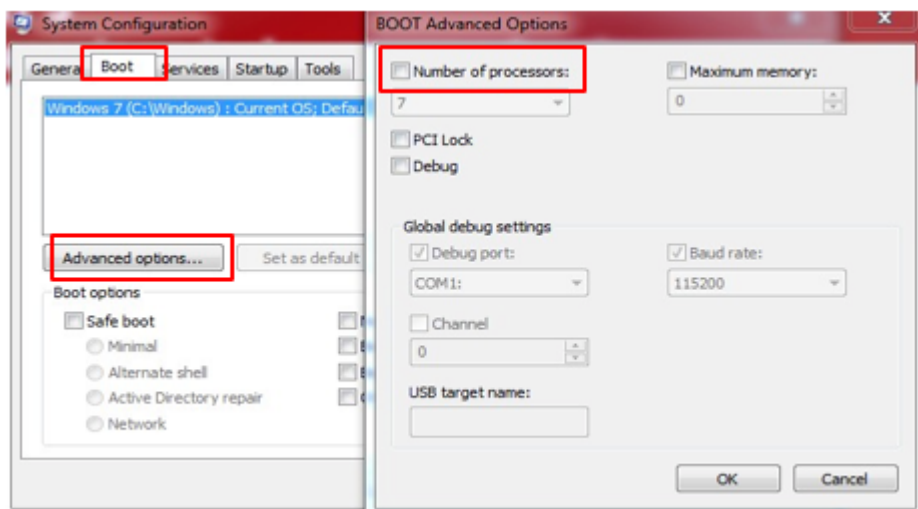 System Configuration
General Boot Services Startup Tools
Windows 7 (C:\Windows) : Current OS; Defau
Advanced options... Set as default
Boot options
Safe boot
Minimal
Alternate shell
Active Directory repair
Network
BOOT Advanced Options
Number of processors: Maximum memory:
7 0
PCI Lock
Debug
Global debug settings
Debug port: Baud rate:
COM1: 115200
Channel
0
USB target name:
OK Cancel